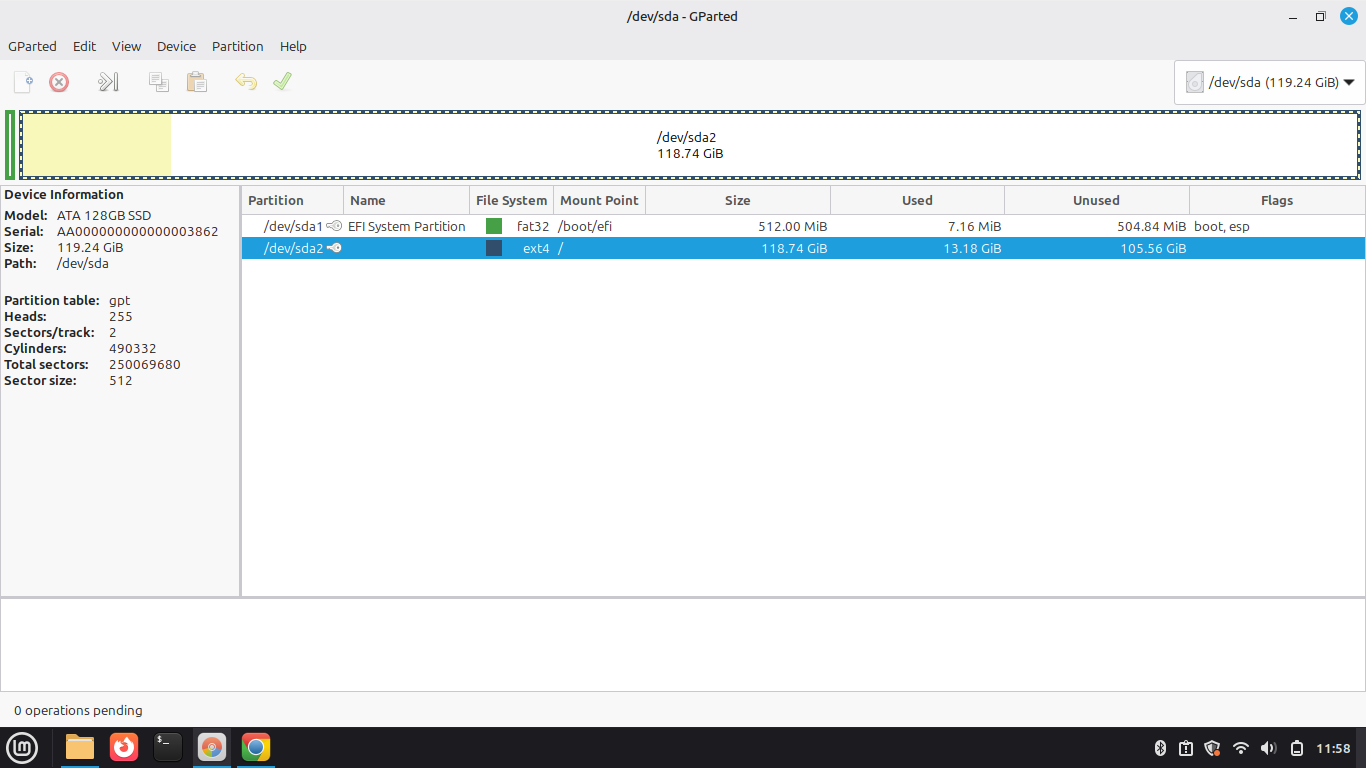 /dev/sda - GParted
GParted Edit View Device Partition Help
/dev/sda (119.24 GiB)
/dev/sda2
118.74 GiB
Device Information
Model: ATA 128GB SSD
Serial: AA000000000000003862
Size: 119.24 GiB
Path: /dev/sda
Partition table: gpt
Heads: 255
Sectors/track: 2
Cylinders: 490332
Total sectors: 250069680
Sector size: 512
Partition Name File System Mount Point Size Used Unused Flags
/dev/sda1 EFI System Partition fat32 /boot/efi 512.00 MiB 7.16 MiB 504.84 MiB boot, esp
/dev/sda2 ext4 / 118.74 GiB 13.18 GiB 105.56 GiB
0 operations pending
11:58